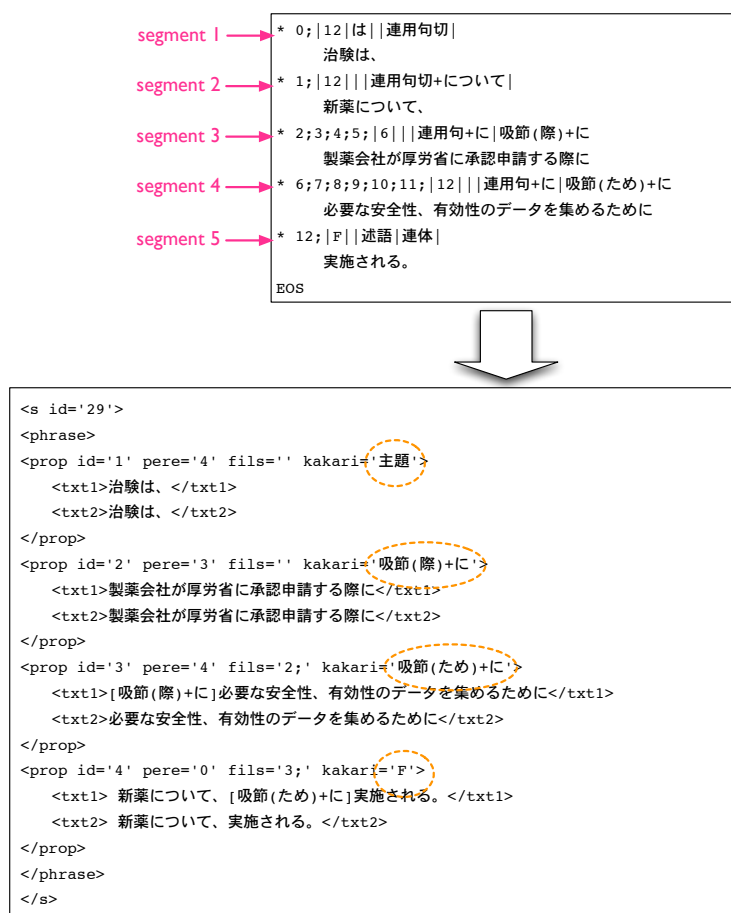 segment 1
* 0;|12|は||連用句切|
治験は、
segment 2
* 1;|12|||連用句切+について|
新薬について、
segment 3
* 2;3;4;5;|6|||連用句+に|吸節(際)+に
製薬会社が厚労省に承認申請する際に
segment 4
* 6;7;8;9;10;11;|12|||連用句+に|吸節(ため)+に
必要な安全性、有効性のデータを集めるために
segment 5
* 12;|F||述語|連体|
実施される。
EOS
<s id='29'>
<phrase>
<prop id='1' pere='4' fils='' kakari='主題'>
<txt1>治験は、</txt1>
<txt2>治験は、</txt2>
</prop>
<prop id='2' pere='3' fils='' kakari='吸節(際)+に'>
<txt1>製薬会社が厚労省に承認申請する際に</txt1>
<txt2>製薬会社が厚労省に承認申請する際に</txt2>
</prop>
<prop id='3' pere='4' fils='2;' kakari='吸節(ため)+に'>
<txt1>[吸節(際)+に]必要な安全性、有効性のデータを集めるために</txt1>
<txt2>必要な安全性、有効性のデータを集めるために</txt2>
</prop>
<prop id='4' pere='0' fils='3;' kakari='F'>
<txt1> 新薬について、[吸節(ため)+に]実施される。</txt1>
<txt2> 新薬について、実施される。</txt2>
</prop>
</phrase>
</s>